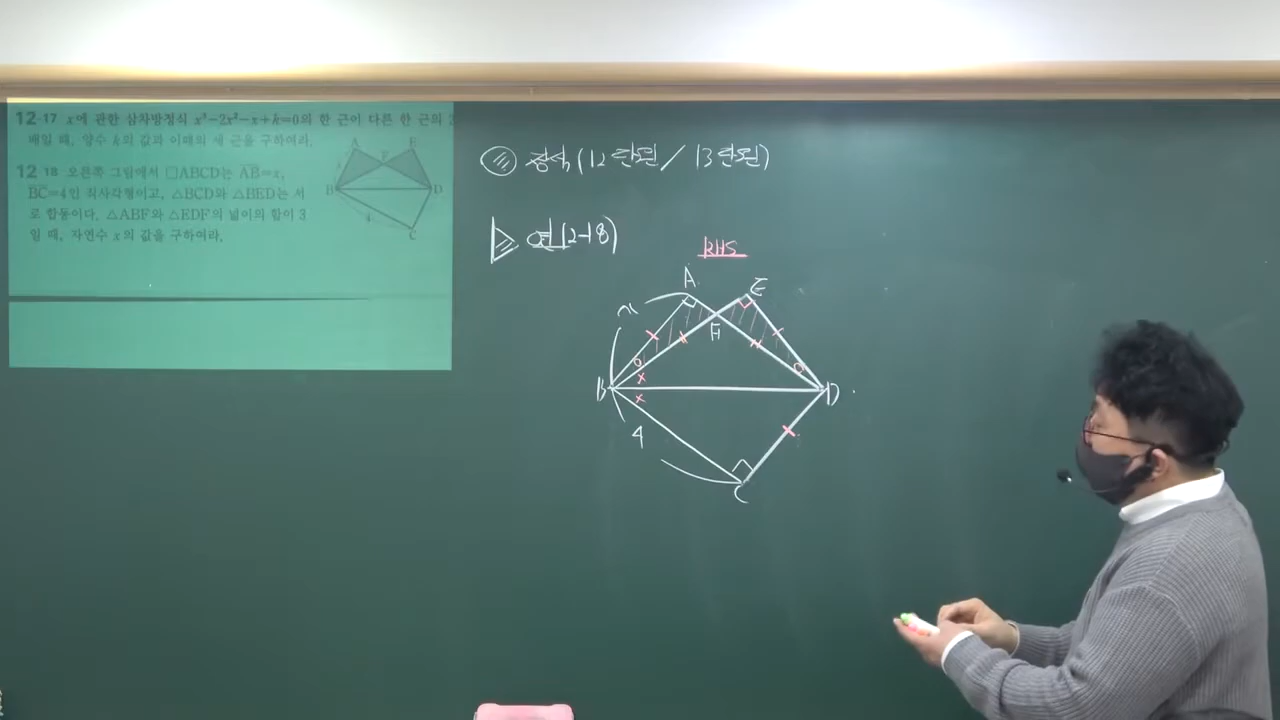 12 17 x에 관한 삼차방정식 x³-2x²-x+k=0의 한 근이 다른 한 근의 2
배일 때, 양수 k의 값과 이때의 세 근을 구하여라.
12 18 오른쪽 그림에서 □ABCD는 AB=x,
BC=4인 직사각형이고, △BCD와 △BED는 서
로 합동이다. △ABF와 △EDF의 넓이의 합이 3
일 때, 자연수 x의 값을 구하여라.
A
E
F
B
D
4
C
정석(12단원 / 13단원)
12-18)
RHS
A
E
x
F
B
D
4
C